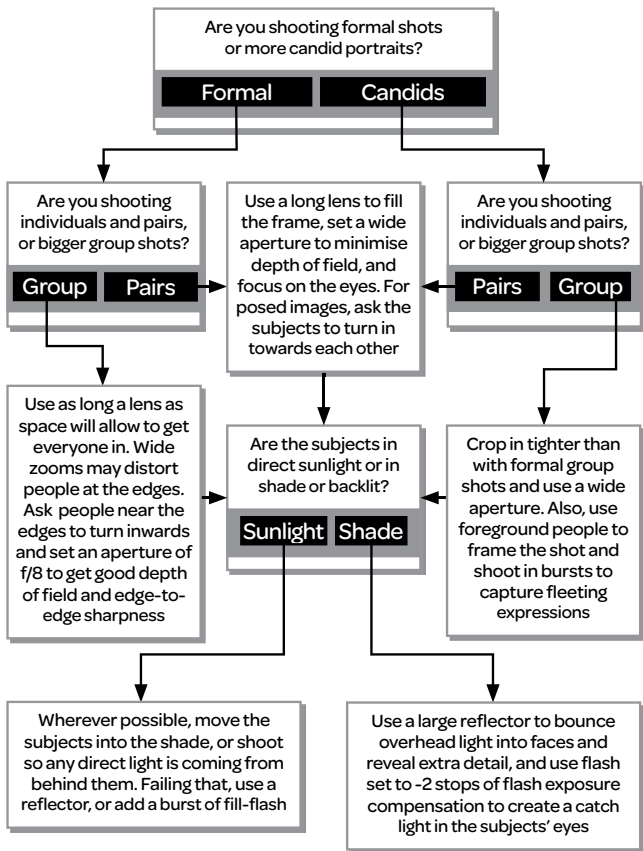 Are you shooting formal shots
or more candid portraits?
Formal
Candids
Are you shooting
individuals and pairs,
or bigger group shots?
Group
Pairs
Use a long lens to fill
the frame, set a wide
aperture to minimise
depth of field, and
focus on the eyes. For
posed images, ask the
subjects to turn in
towards each other
Are you shooting
individuals and pairs,
or bigger group shots?
Pairs
Group
Use as long a lens as
space will allow to get
everyone in. Wide
zooms may distort
people at the edges.
Ask people near the
edges to turn inwards
and set an aperture of
f/8 to get good depth
of field and edge-to-
edge sharpness
Are the subjects in
direct sunlight or in
shade or backlit?
Sunlight
Shade
Crop in tighter than
with formal group
shots and use a wide
aperture. Also, use
foreground people to
frame the shot and
shoot in bursts to
capture fleeting
expressions
Wherever possible, move the
subjects into the shade, or shoot
so any direct light is coming from
behind them. Failing that, use a
reflector, or add a burst of fill-flash
Use a large reflector to bounce
overhead light into faces and
reveal extra detail, and use flash
set to -2 stops of flash exposure
compensation to create a catch
light in the subjects' eyes